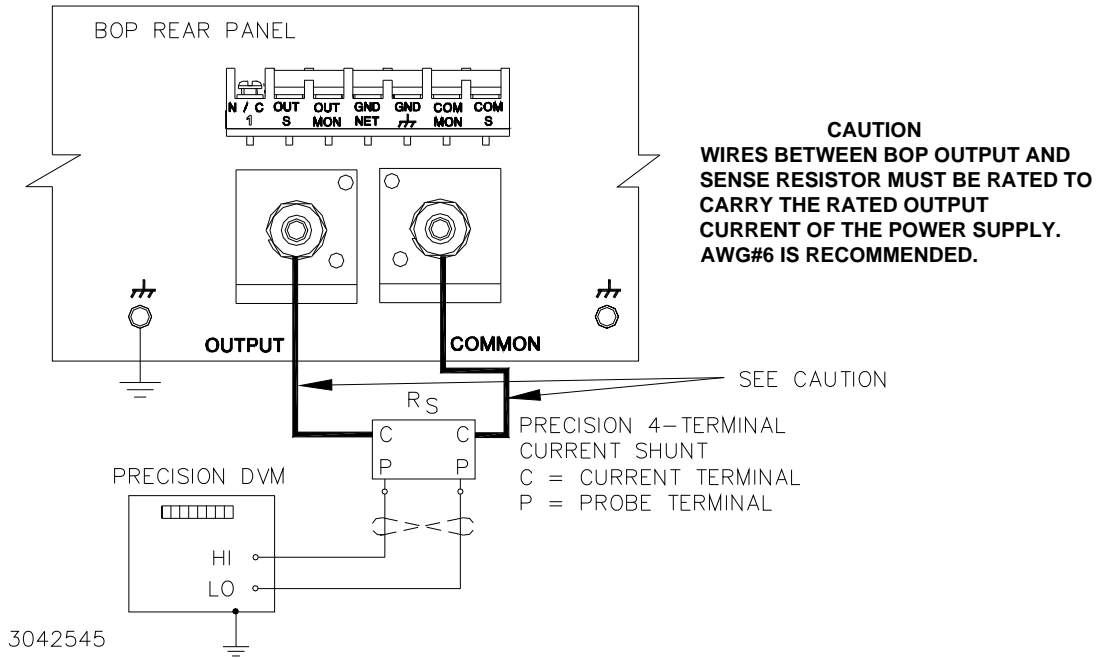 BOP REAR PANEL
N / C OUT OUT GND GND COM COM
1 S MON NET MON S
CAUTION
WIRES BETWEEN BOP OUTPUT AND
SENSE RESISTOR MUST BE RATED TO
CARRY THE RATED OUTPUT
CURRENT OF THE POWER SUPPLY.
AWG#6 IS RECOMMENDED.
OUTPUT
COMMON
SEE CAUTION
RS
C C
P P
PRECISION 4-TERMINAL
CURRENT SHUNT
C = CURRENT TERMINAL
P = PROBE TERMINAL
PRECISION DVM
HI
LO
3042545